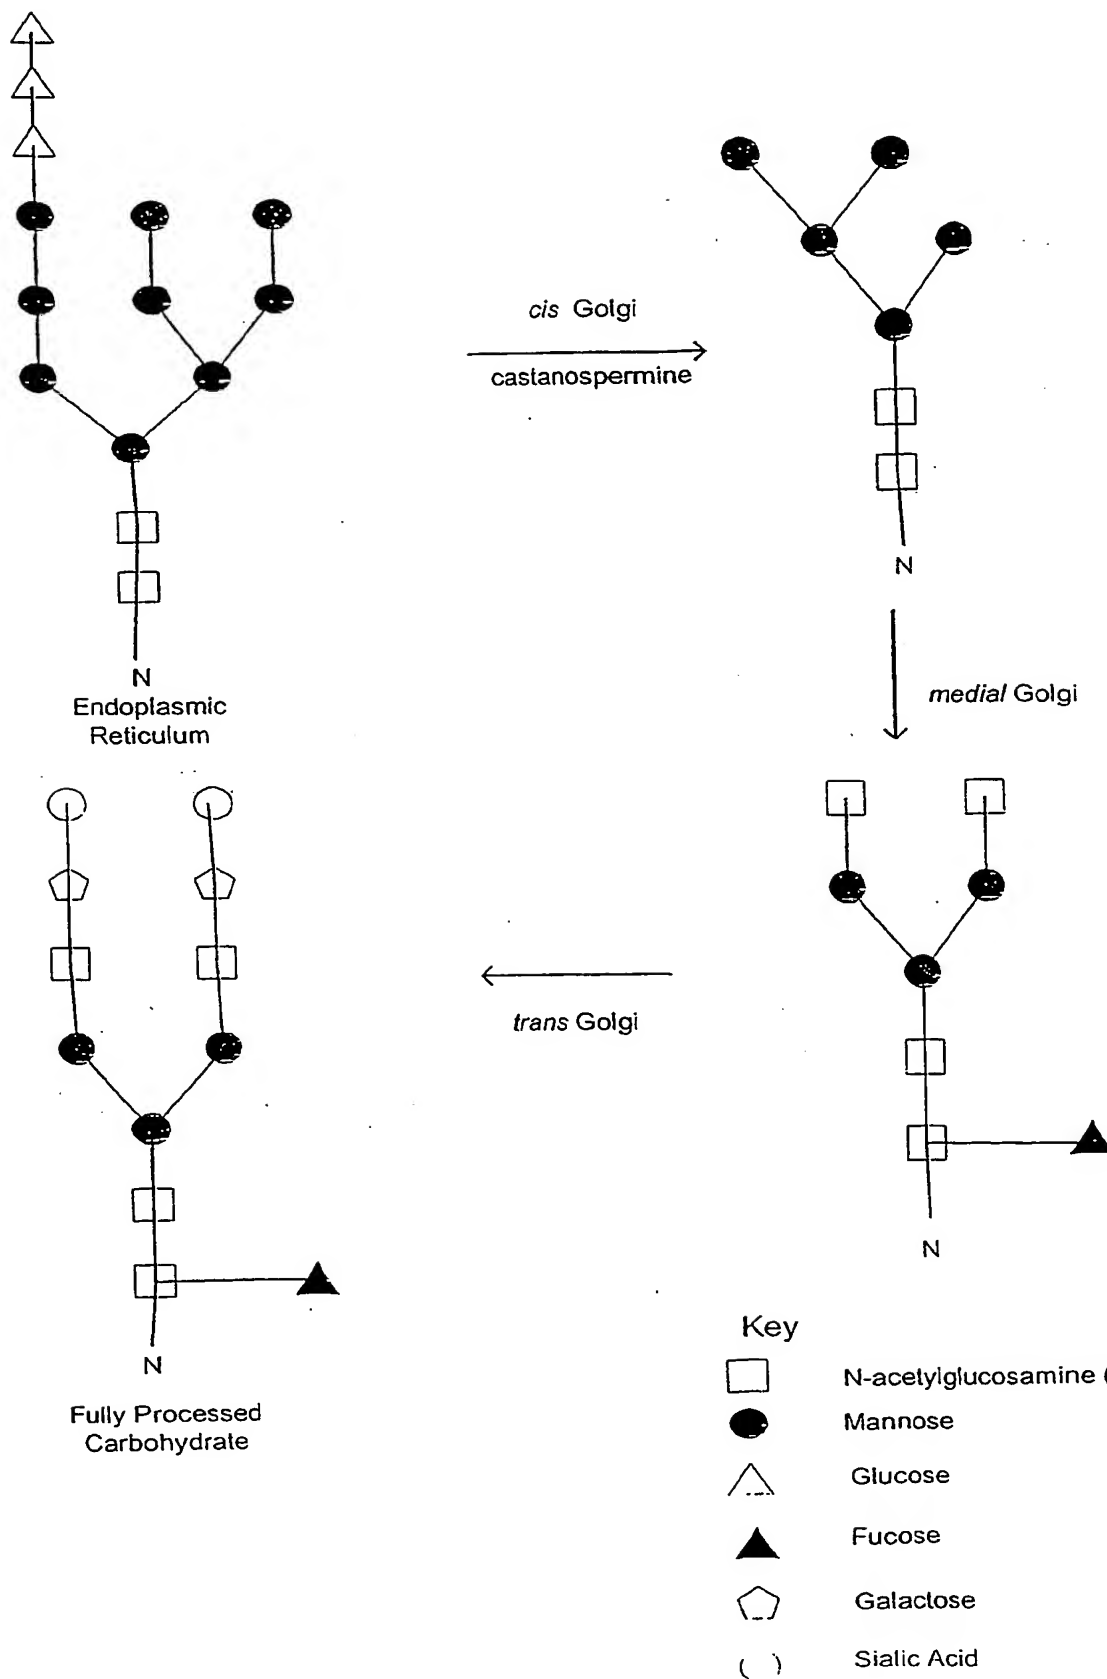 cis Golgi
castanospermine
N
Endoplasmic
Reticulum
N
medial Golgi
trans Golgi
N
N
Fully Processed
Carbohydrate
Key
N-acetylglucosamine (
Mannose
Glucose
Fucose
Galactose
Sialic Acid